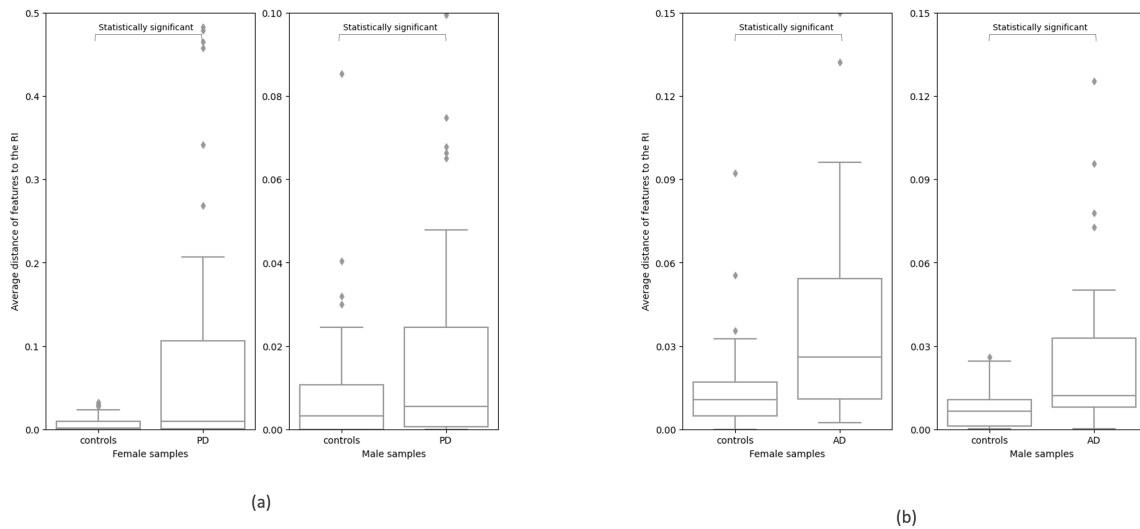 Average distance of features to the RI
0.5
0.4
0.3
0.2
0.1
0.0
Statistically significant
controls
PD
Female samples
0.10
0.08
0.06
0.04
0.02
0.00
Statistically significant
controls
PD
Male samples
(a)
Average distance of features to the RI
0.15
0.12
0.09
0.06
0.03
0.00
Statistically significant
controls
AD
Female samples
0.15
0.12
0.09
0.06
0.03
0.00
Statistically significant
controls
AD
Male samples
(b)